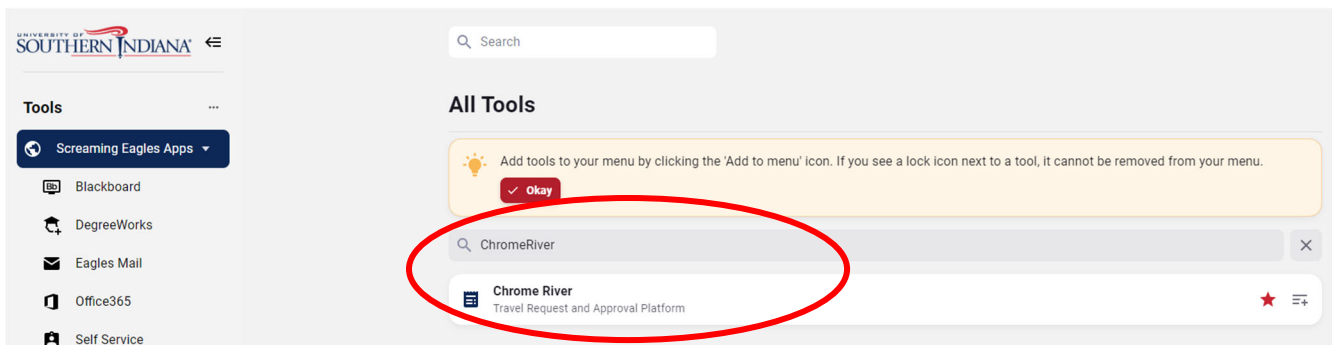 UNIVERSITY OF
SOUTHERN INDIANA
Search
Tools
All Tools
Screaming Eagles Apps
Add tools to your menu by clicking the 'Add to menu' icon. If you see a lock icon next to a tool, it cannot be removed from your menu.
Okay
Bb Blackboard
DegreeWorks
ChromeRiver
Eagles Mail
Chrome River
Travel Request and Approval Platform
Office365
Self Service